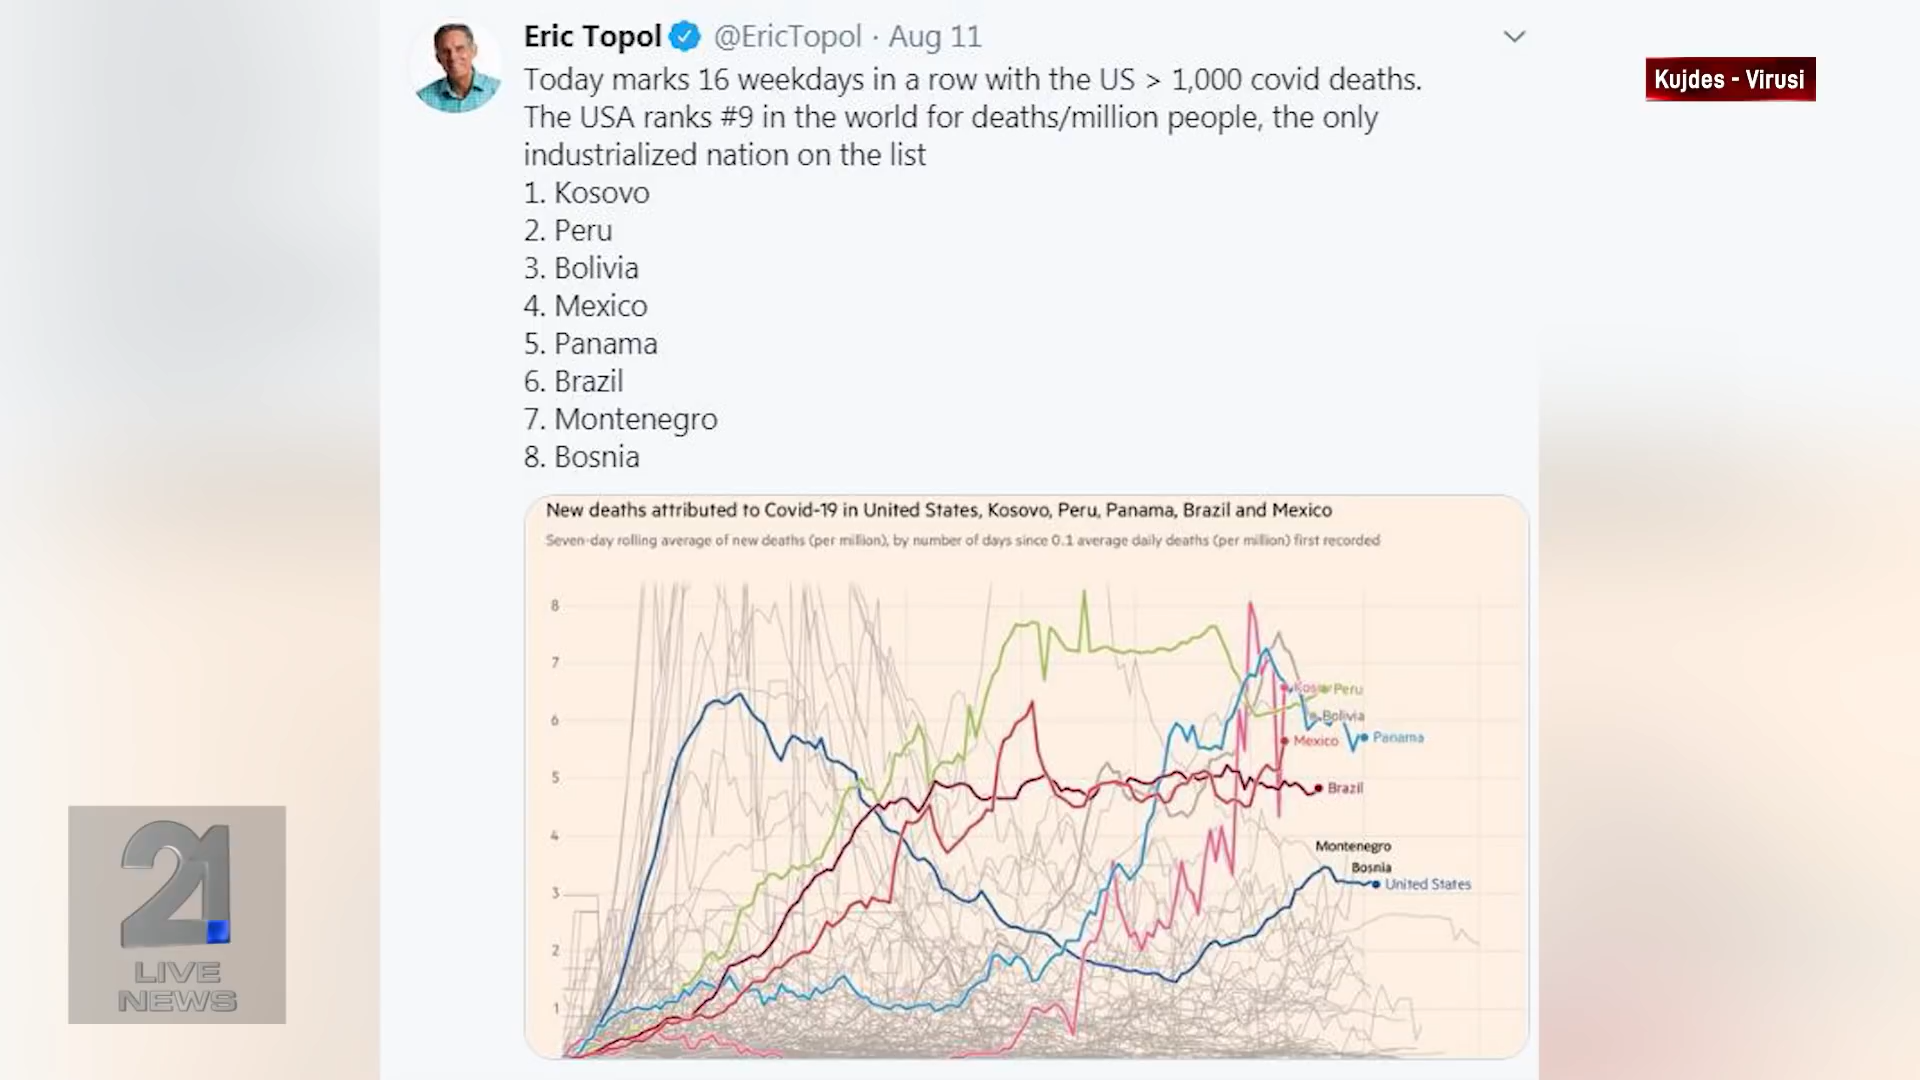 Eric Topol @EricTopol · Aug 11
Today marks 16 weekdays in a row with the US > 1,000 covid deaths.
The USA ranks #9 in the world for deaths/million people, the only
industrialized nation on the list
1. Kosovo
2. Peru
3. Bolivia
4. Mexico
5. Panama
6. Brazil
7. Montenegro
8. Bosnia
Kujdes - Virusi
New deaths attributed to Covid-19 in United States, Kosovo, Peru, Panama, Brazil and Mexico
Seven-day rolling average of new deaths (per million), by number of days since 0.1 average daily deaths (per million) first recorded
8
7
6
5
4
3
2
1
Peru
Bolivia
Panama
Mexico
Brazil
Montenegro
Bosnia
United States
21
LIVE
NEWS